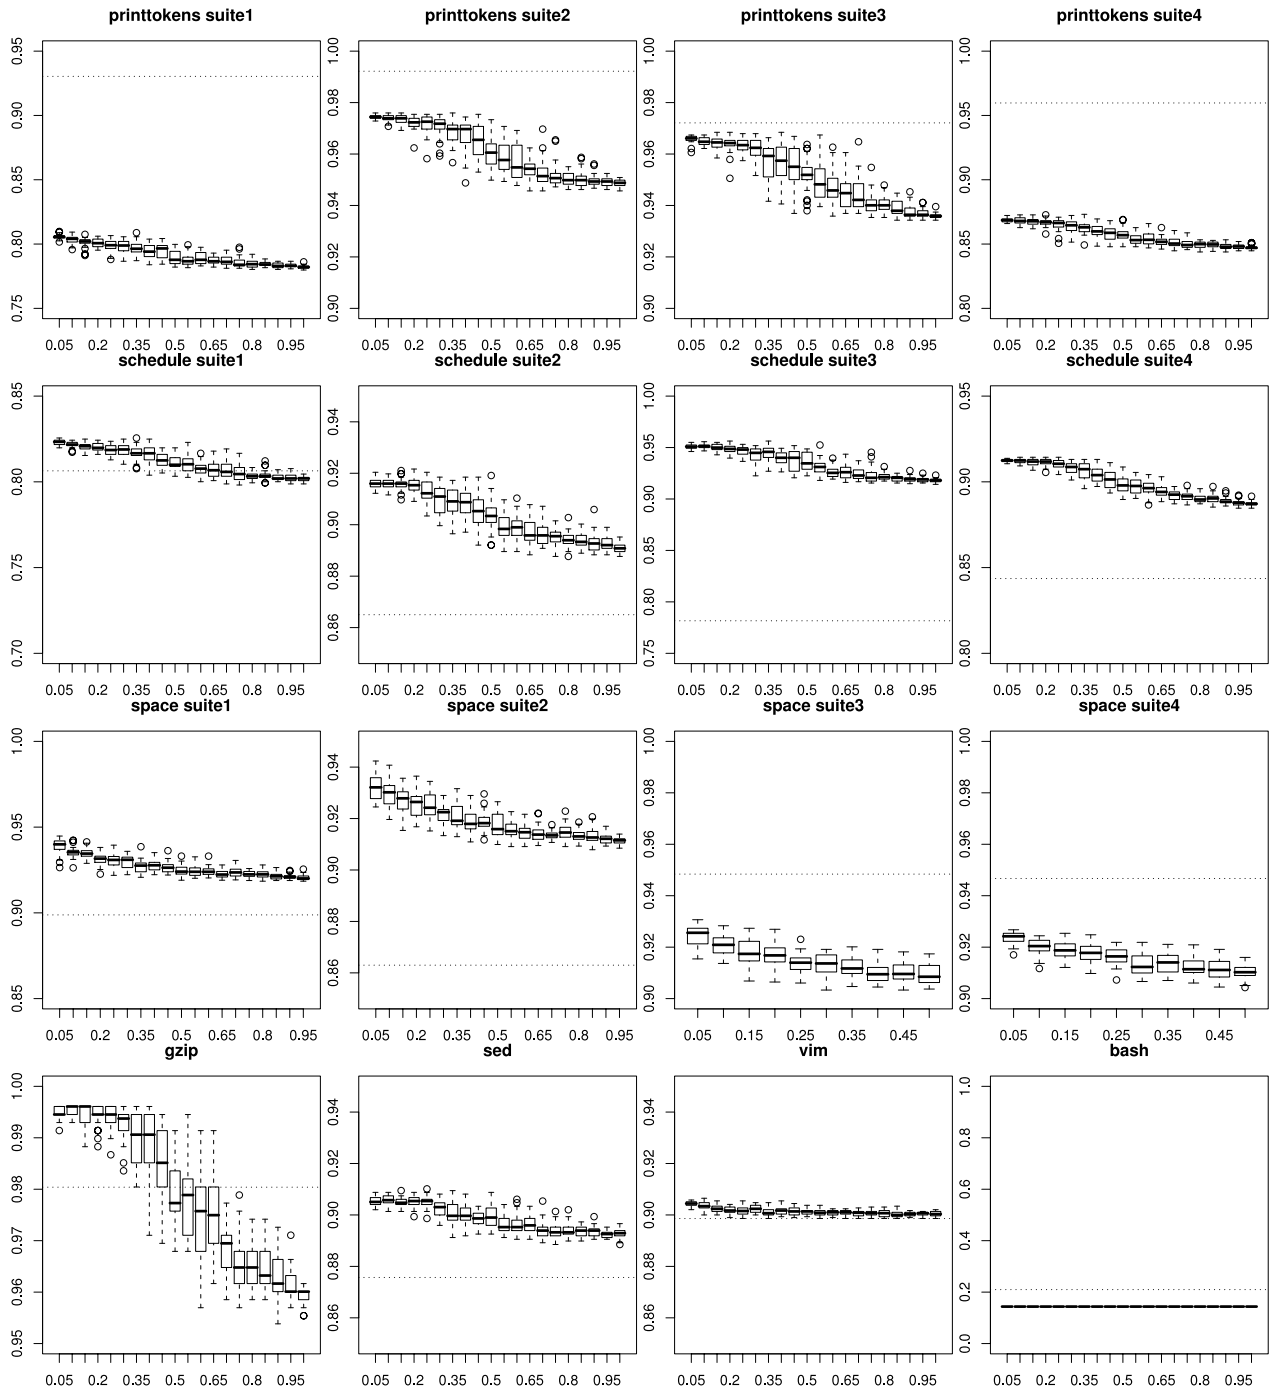 printtokens suite1 printtokens suite2 printtokens suite3 printtokens suite4
0.75 0.80 0.85 0.90 0.95
0.90 0.92 0.94 0.96 0.98 1.00
0.90 0.92 0.94 0.96 0.98 1.00
0.80 0.85 0.90 0.95 1.00
0.05 0.2 0.35 0.5 0.65 0.8 0.95
0.05 0.2 0.35 0.5 0.65 0.8 0.95
0.05 0.2 0.35 0.5 0.65 0.8 0.95
0.05 0.2 0.35 0.5 0.65 0.8 0.95
schedule suite1 schedule suite2 schedule suite3 schedule suite4
0.70 0.75 0.80 0.85
0.86 0.88 0.90 0.92 0.94
0.75 0.80 0.85 0.90 0.95 1.00
0.80 0.85 0.90 0.95
0.05 0.2 0.35 0.5 0.65 0.8 0.95
0.05 0.2 0.35 0.5 0.65 0.8 0.95
0.05 0.2 0.35 0.5 0.65 0.8 0.95
0.05 0.2 0.35 0.5 0.65 0.8 0.95
space suite1 space suite2 space suite3 space suite4
0.85 0.90 0.95 1.00
0.86 0.88 0.90 0.92 0.94
0.90 0.92 0.94 0.96 0.98 1.00
0.90 0.92 0.94 0.96 0.98 1.00
0.05 0.2 0.35 0.5 0.65 0.8 0.95
0.05 0.2 0.35 0.5 0.65 0.8 0.95
0.05 0.15 0.25 0.35 0.45
0.05 0.15 0.25 0.35 0.45
gzip sed vim bash
0.95 0.96 0.97 0.98 0.99 1.00
0.86 0.88 0.90 0.92 0.94
0.86 0.88 0.90 0.92 0.94
0.0 0.2 0.4 0.6 0.8 1.0
0.05 0.2 0.35 0.5 0.65 0.8 0.95
0.05 0.2 0.35 0.5 0.65 0.8 0.95
0.05 0.2 0.35 0.5 0.65 0.8 0.95
0.05 0.2 0.35 0.5 0.65 0.8 0.95